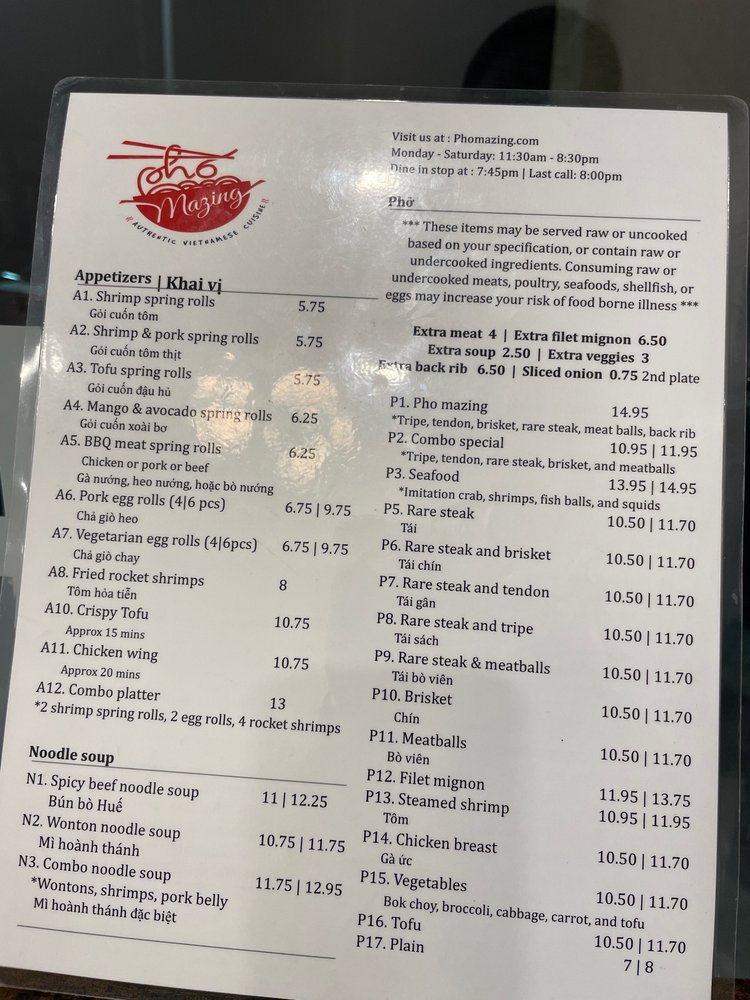 phở
Mazing
AUTHENTIC VIETNAMESE CUISINE
Visit us at : Phomazing.com
Monday - Saturday: 11:30am - 8:30pm
Dine in stop at : 7:45pm | Last call: 8:00pm
Appetizers | Khai vị
A1. Shrimp spring rolls 5.75
Gỏi cuốn tôm
A2. Shrimp & pork spring rolls 5.75
Gỏi cuốn tôm thịt
A3. Tofu spring rolls 5.75
Gỏi cuốn đậu hủ
A4. Mango & avocado spring rolls 6.25
Gỏi cuốn xoài bơ
A5. BBQ meat spring rolls 6.25
Chicken or pork or beef
Gà nướng, heo nướng, hoặc bò nướng
A6. Pork egg rolls (4|6 pcs) 6.75 | 9.75
Chả giò heo
A7. Vegetarian egg rolls (4|6pcs) 6.75 | 9.75
Chả giò chay
A8. Fried rocket shrimps 8
Tôm hỏa tiễn
A10. Crispy Tofu 10.75
Approx 15 mins
A11. Chicken wing 10.75
Approx 20 mins
A12. Combo platter 13
*2 shrimp spring rolls, 2 egg rolls, 4 rocket shrimps
Noodle soup
N1. Spicy beef noodle soup 11 | 12.25
Bún bò Huế
N2. Wonton noodle soup 10.75 | 11.75
Mì hoành thánh
N3. Combo noodle soup 11.75 | 12.95
*Wontons, shrimps, pork belly
Mì hoành thánh đặc biệt
Phở
*** These items may be served raw or uncooked
based on your specification, or contain raw or
undercooked ingredients. Consuming raw or
undercooked meats, poultry, seafoods, shellfish, or
eggs may increase your risk of food borne illness ***
Extra meat 4 | Extra filet mignon 6.50
Extra soup 2.50 | Extra veggies 3
Extra back rib 6.50 | Sliced onion 0.75 2nd plate
P1. Pho mazing 14.95
*Tripe, tendon, brisket, rare steak, meat balls, back rib
P2. Combo special 10.95 | 11.95
*Tripe, tendon, rare steak, brisket, and meatballs
P3. Seafood 13.95 | 14.95
*Imitation crab, shrimps, fish balls, and squids
P5. Rare steak 10.50 | 11.70
Tái
P6. Rare steak and brisket 10.50 | 11.70
Tái chín
P7. Rare steak and tendon 10.50 | 11.70
Tái gân
P8. Rare steak and tripe 10.50 | 11.70
Tái sách
P9. Rare steak & meatballs 10.50 | 11.70
Tái bò viên
P10. Brisket 10.50 | 11.70
Chín
P11. Meatballs 10.50 | 11.70
Bò viên
P12. Filet mignon 11.95 | 13.75
P13. Steamed shrimp 10.95 | 11.95
Tôm
P14. Chicken breast 10.50 | 11.70
Gà ức
P15. Vegetables 10.50 | 11.70
Bok choy, broccoli, cabbage, carrot, and tofu
P16. Tofu 10.50 | 11.70
P17. Plain 7 | 8